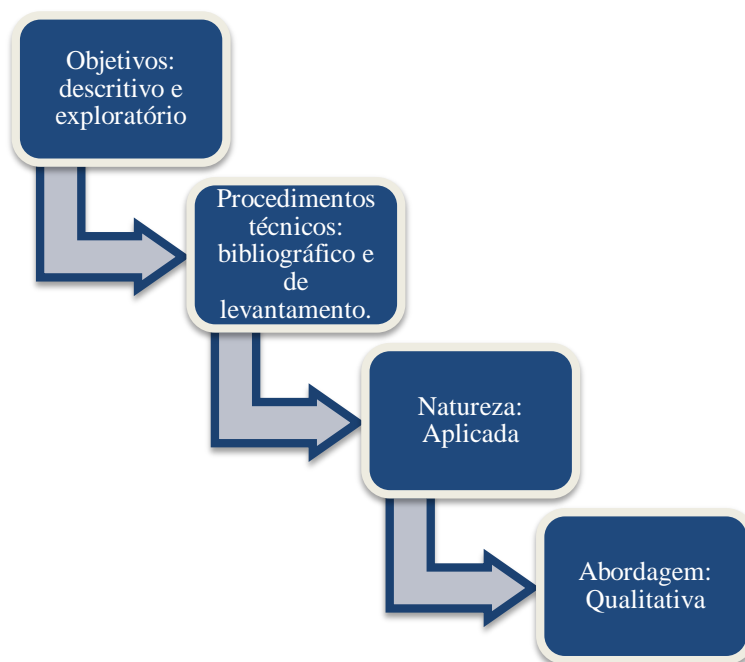 Objetivos:
descritivo e
exploratório
Procedimentos
técnicos:
bibliográfico e
de
levantamento.
Natureza:
Aplicada
Abordagem:
Qualitativa